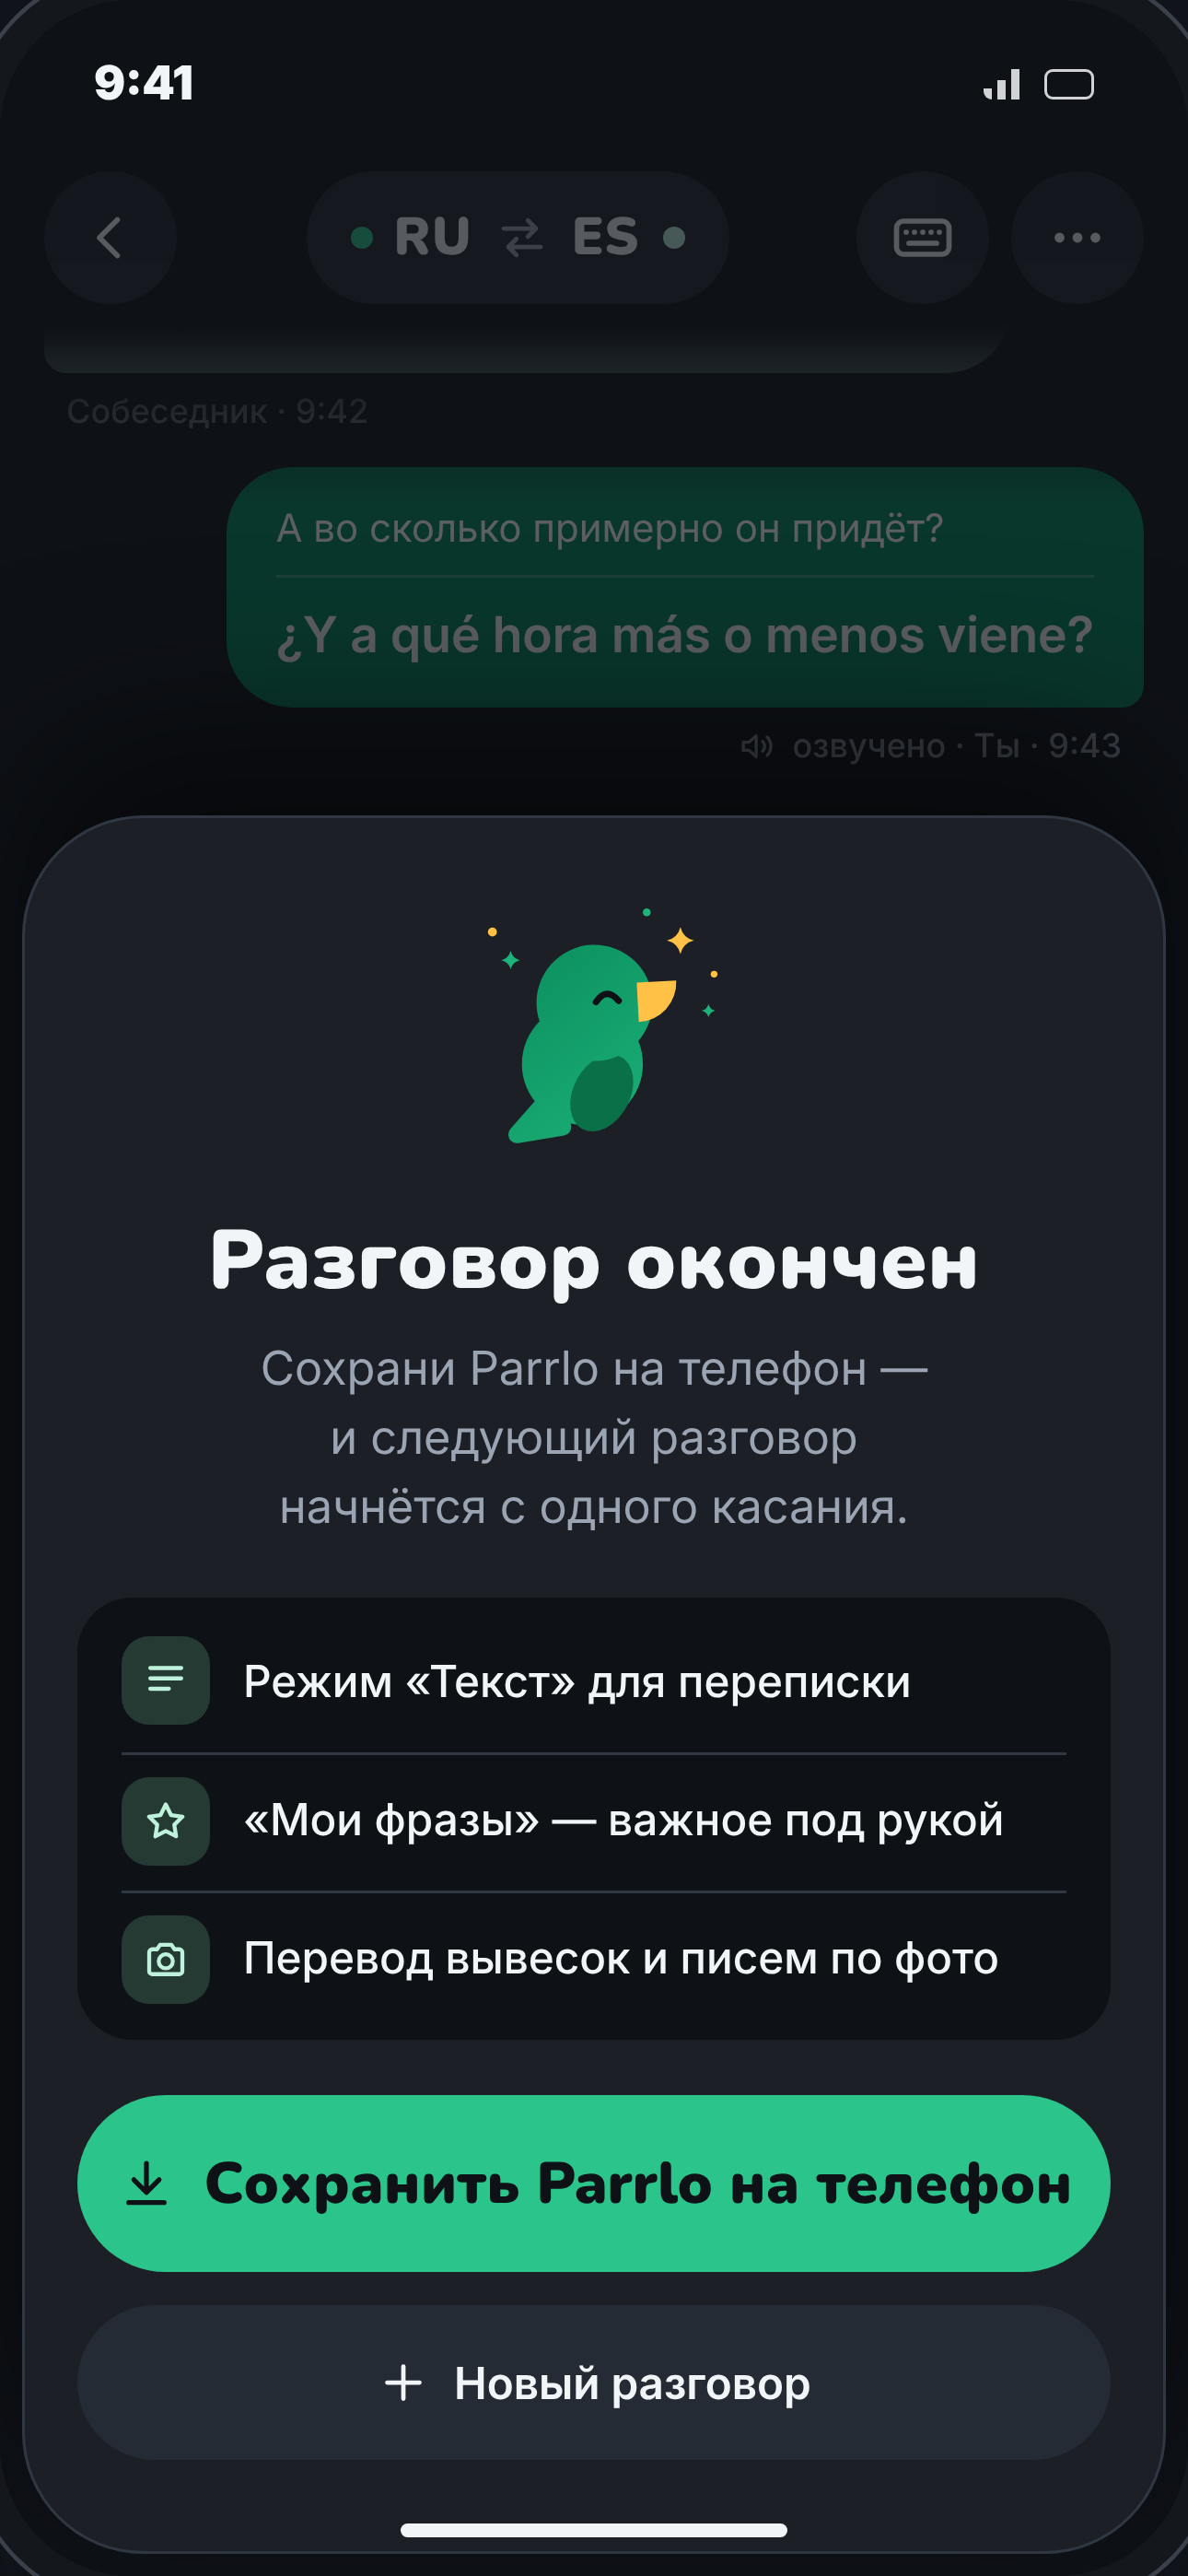 9:41
RU ES
Собеседник · 9:42
А во сколько примерно он придёт?
¿Y a qué hora más o menos viene?
озвучено · Ты · 9:43
Разговор окончен
Сохрани Parrlo на телефон —
и следующий разговор
начнётся с одного касания.
Режим «Текст» для переписки
«Мои фразы» — важное под рукой
Перевод вывесок и писем по фото
Сохранить Parrlo на телефон
Новый разговор